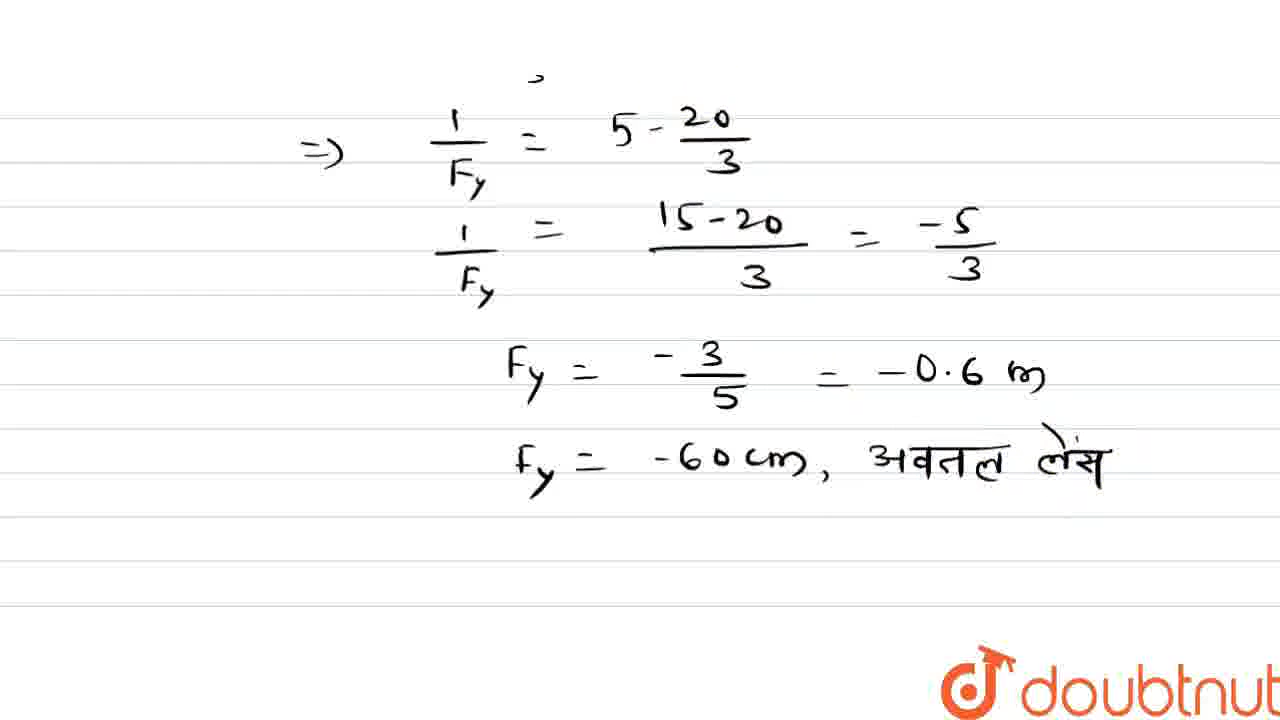 => 1/Fy = 5 - 20/3
1/Fy = 15-20/3 = -5/3
Fy = -3/5 = -0.6 m
Fy = -60 cm, अवतल लेंस
doubtnut